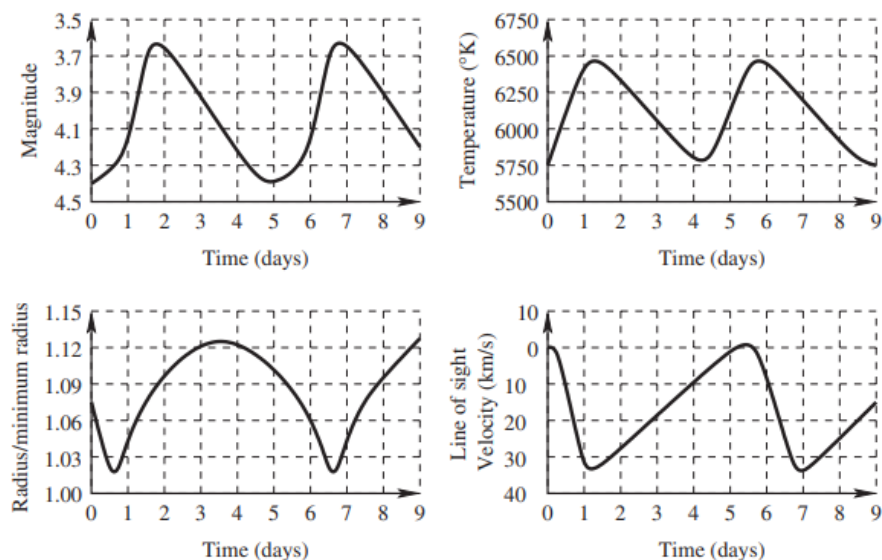 Magnitude
3.5
3.7
3.9
4.1
4.3
4.5
0 1 2 3 4 5 6 7 8 9
Time (days)
Temperature (°K)
6750
6500
6250
6000
5750
5500
0 1 2 3 4 5 6 7 8 9
Time (days)
Radius/minimum radius
1.15
1.12
1.09
1.06
1.03
1.00
0 1 2 3 4 5 6 7 8 9
Time (days)
Line of sight
Velocity (km/s)
10
0
10
20
30
40
0 1 2 3 4 5 6 7 8 9
Time (days)